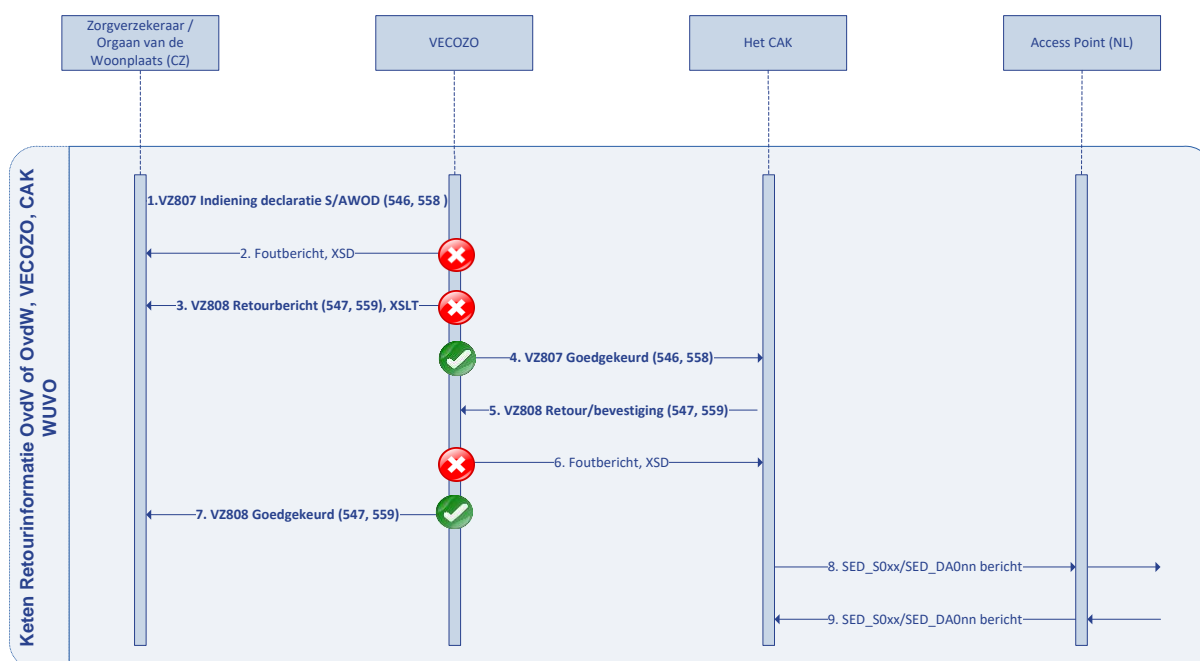 Zorgverzekeraar /
Orgaan van de
Woonplaats (CZ)
VECOZO
Het CAK
Access Point (NL)
Keten Retourinformatie OvdV of OvdW, VECOZO, CAK
WUVO
1.VZ807 Indiening declaratie S/AWOD (546, 558 )
2. Foutbericht, XSD
3. VZ808 Retourbericht (547, 559), XSLT
4. VZ807 Goedgekeurd (546, 558)
5. VZ808 Retour/bevestiging (547, 559)
6. Foutbericht, XSD
7. VZ808 Goedgekeurd (547, 559)
8. SED_S0xx/SED_DA0nn bericht
9. SED_S0xx/SED_DA0nn bericht